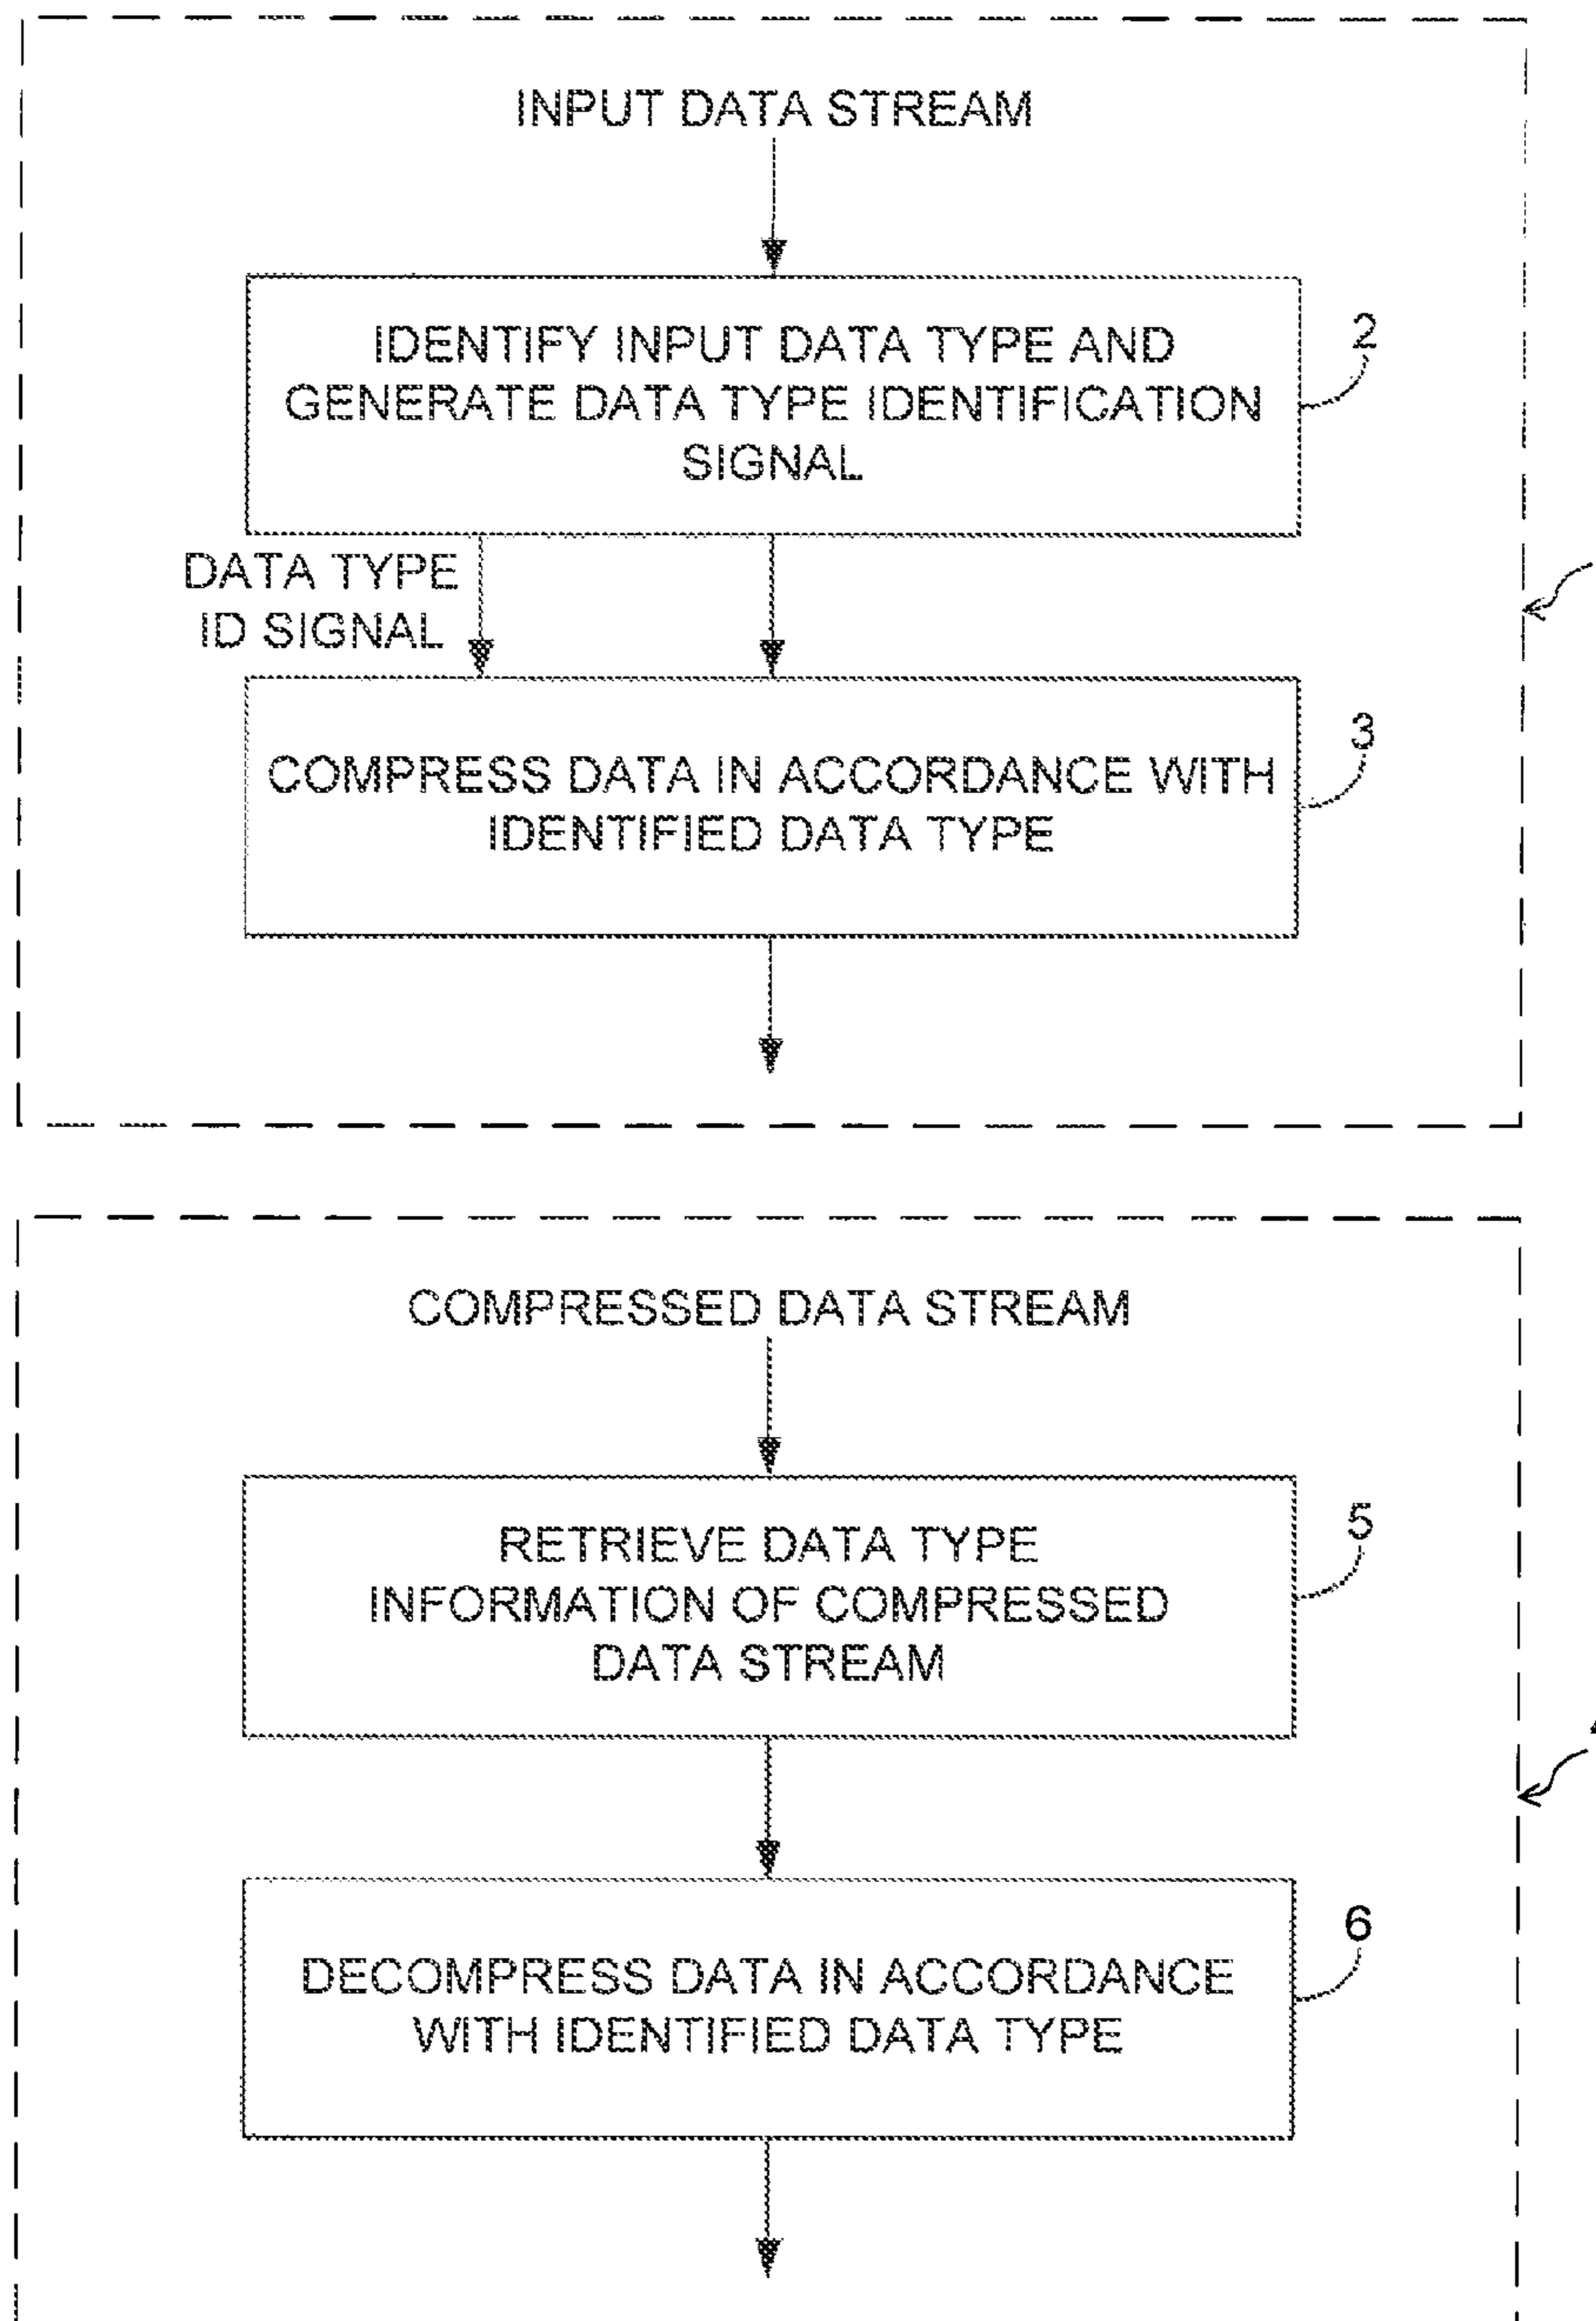 INPUT DATA STREAM
IDENTIFY INPUT DATA TYPE AND
GENERATE DATA TYPE IDENTIFICATION
SIGNAL
2
DATA TYPE
ID SIGNAL
COMPRESS DATA IN ACCORDANCE WITH
IDENTIFIED DATA TYPE
3
COMPRESSED DATA STREAM
RETRIEVE DATA TYPE
INFORMATION OF COMPRESSED
DATA STREAM
5
DECOMPRESS DATA IN ACCORDANCE
WITH IDENTIFIED DATA TYPE
6